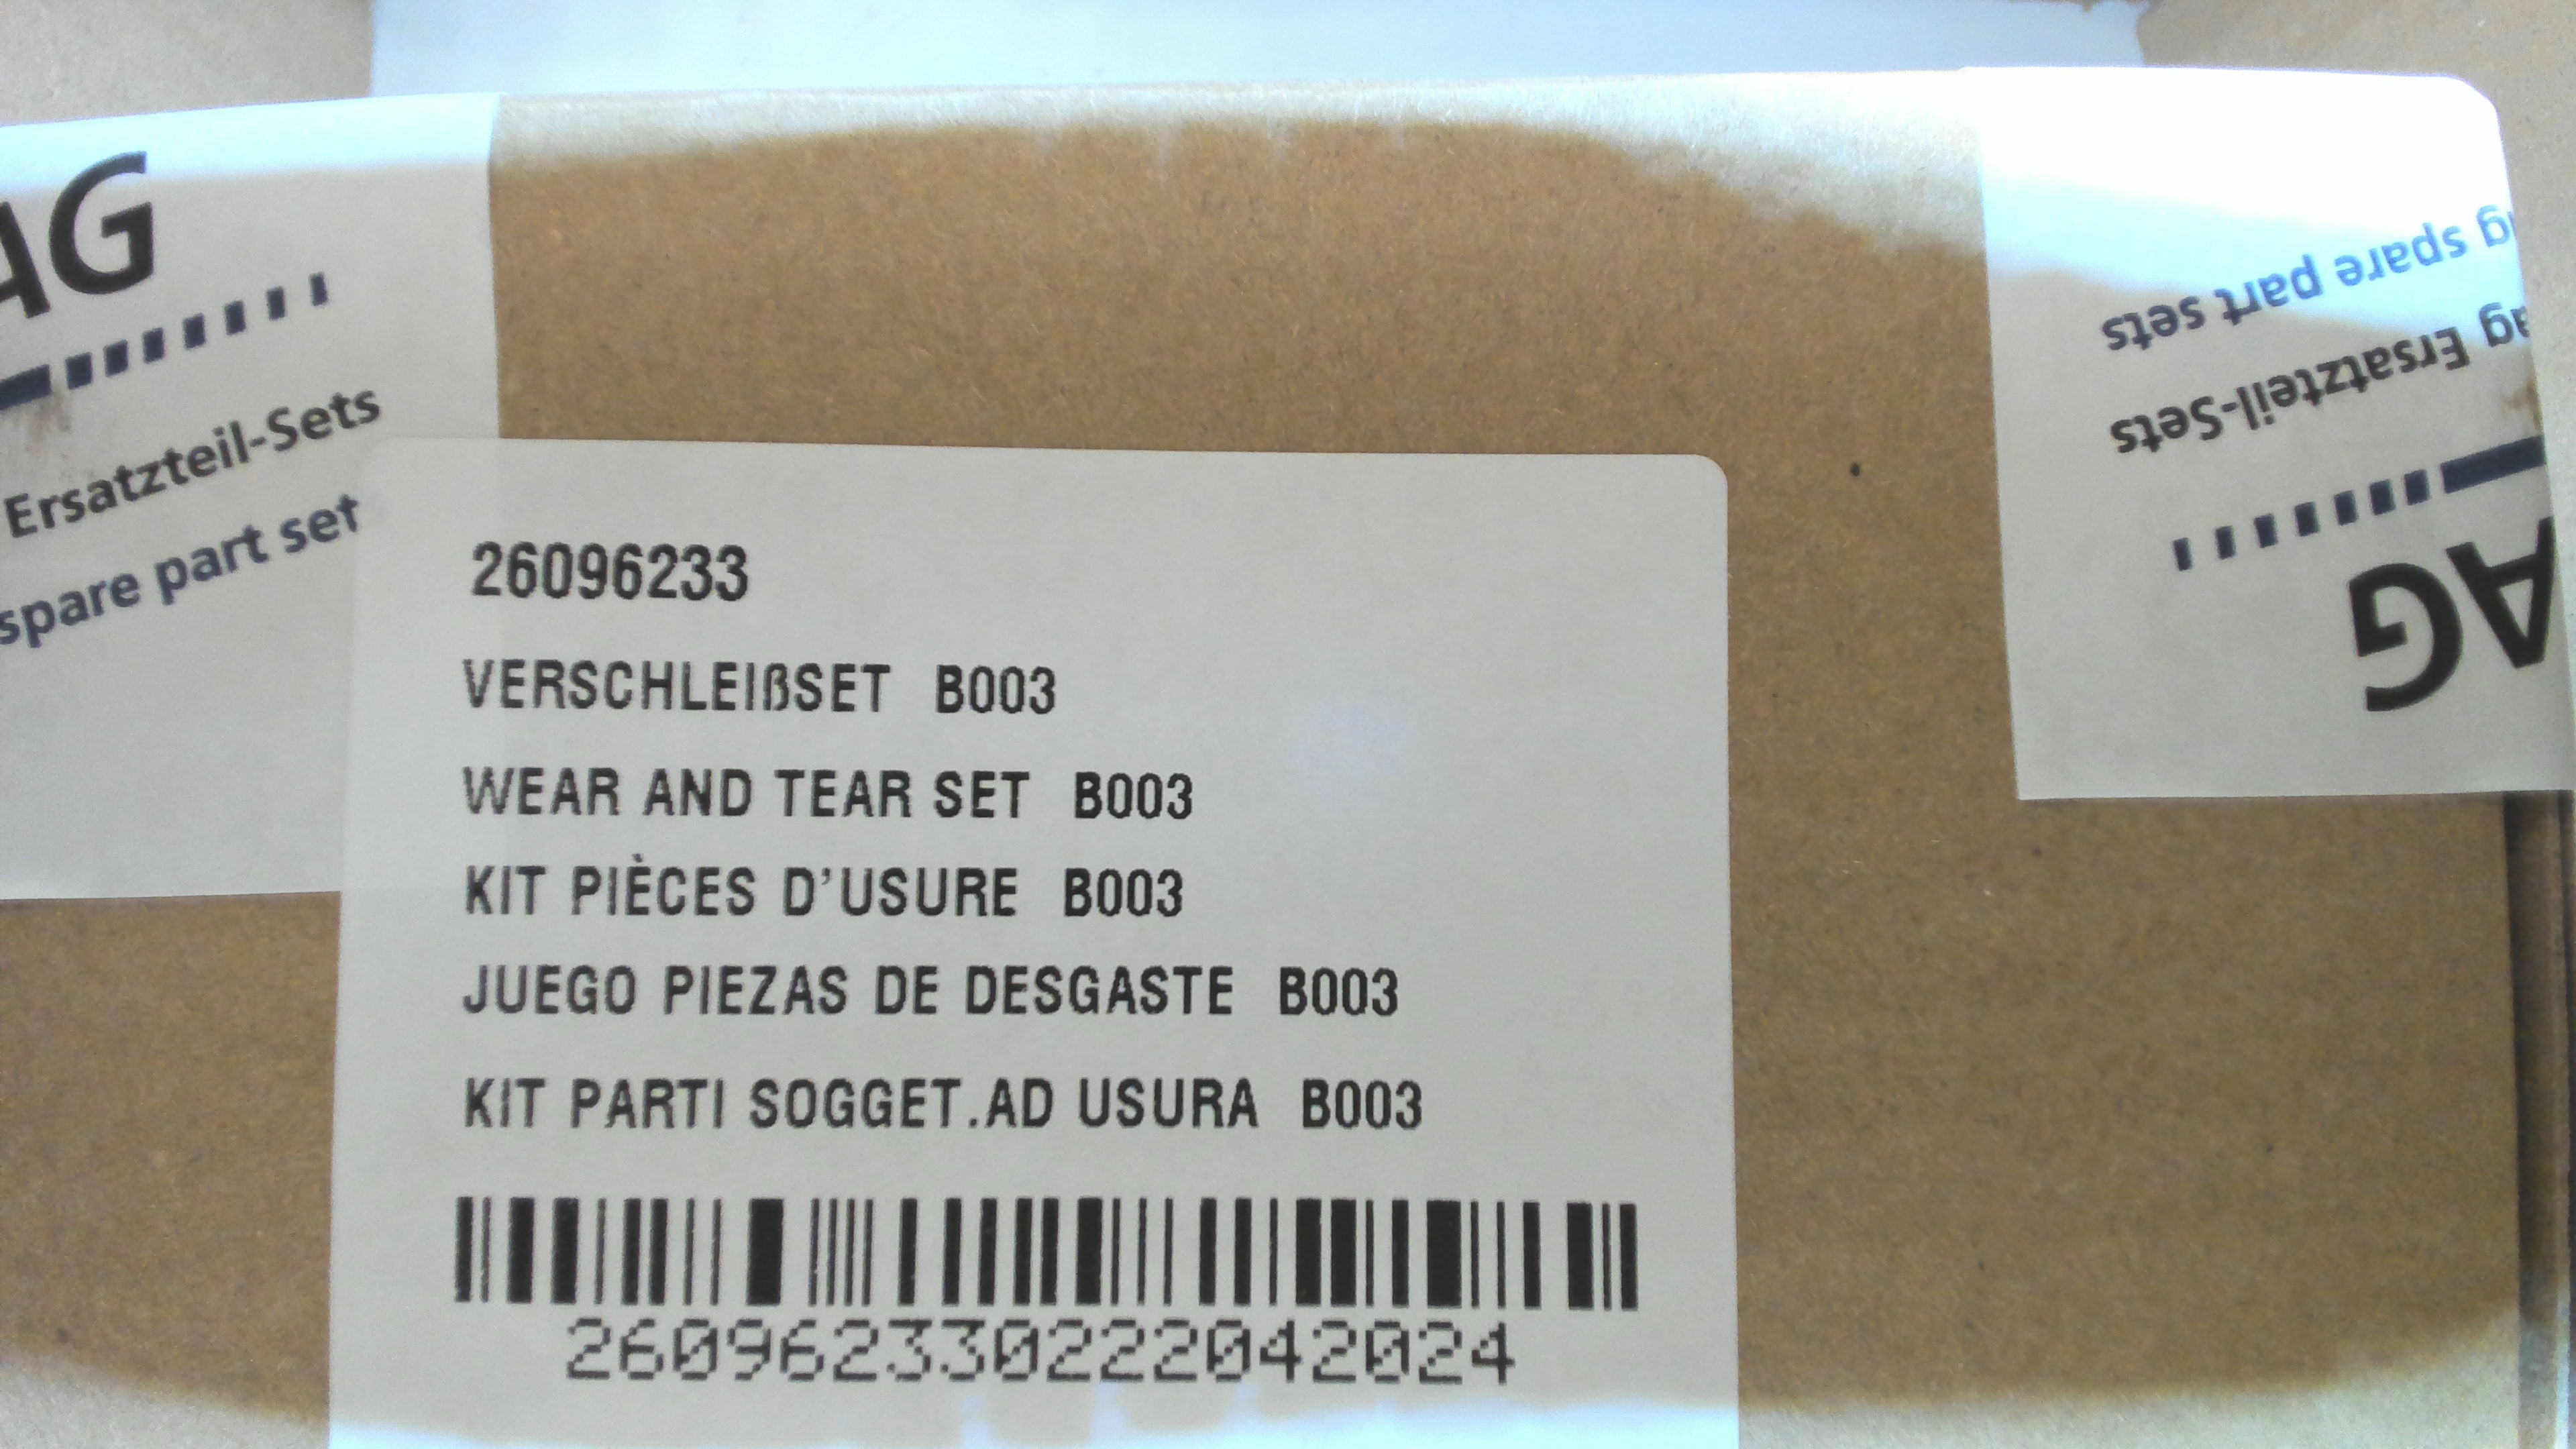 AG
Ersatzteil-Sets
spare part set
26096233
VERSCHLEIßSET B003
WEAR AND TEAR SET B003
KIT PIÈCES D'USURE B003
JUEGO PIEZAS DE DESGASTE B003
KIT PARTI SOGGET.AD USURA B003
260962330222042024
AG
Ersatzteil-Sets
spare part sets